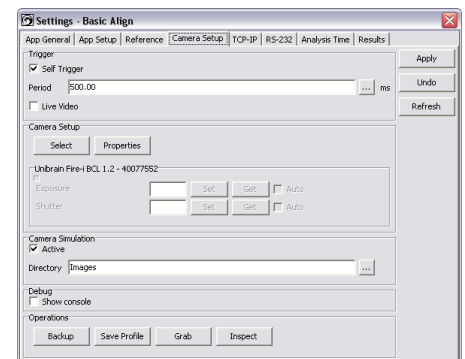 Settings - Basic Align
App General App Setup Reference Camera Setup TCP-IP RS-232 Analysis Time Results
Trigger
Self Trigger
Period 500.00 ... ms
Live Video
Apply
Undo
Refresh
Camera Setup
Select Properties
Unibrain Fire-i BCL 1.2 - 40077552
Exposure Set Get Auto
Shutter Set Get Auto
Camera Simulation
Active
Directory Images ...
Debug
Show console
Operations
Backup Save Profile Grab Inspect